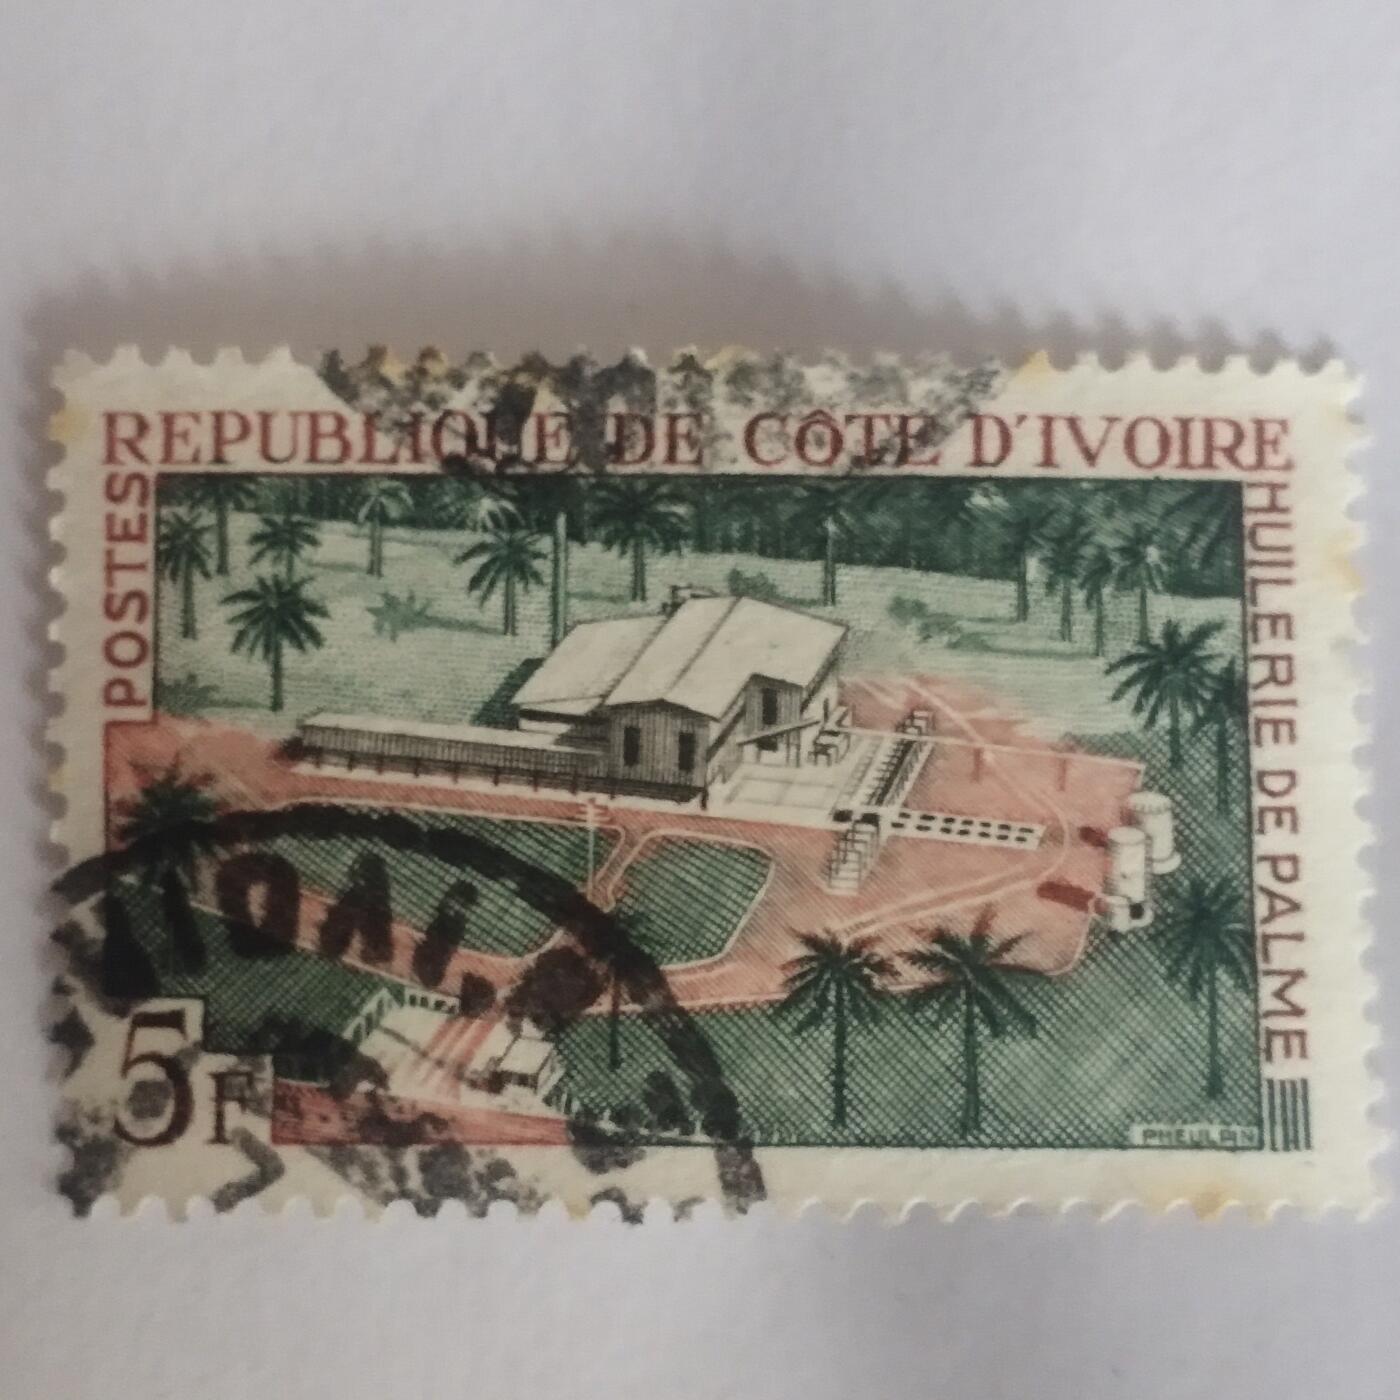 REPUBLIQUE DE CÔTE D'IVOIRE
POSTES
HUILERIE DE PALME
5F
PHEULPIN